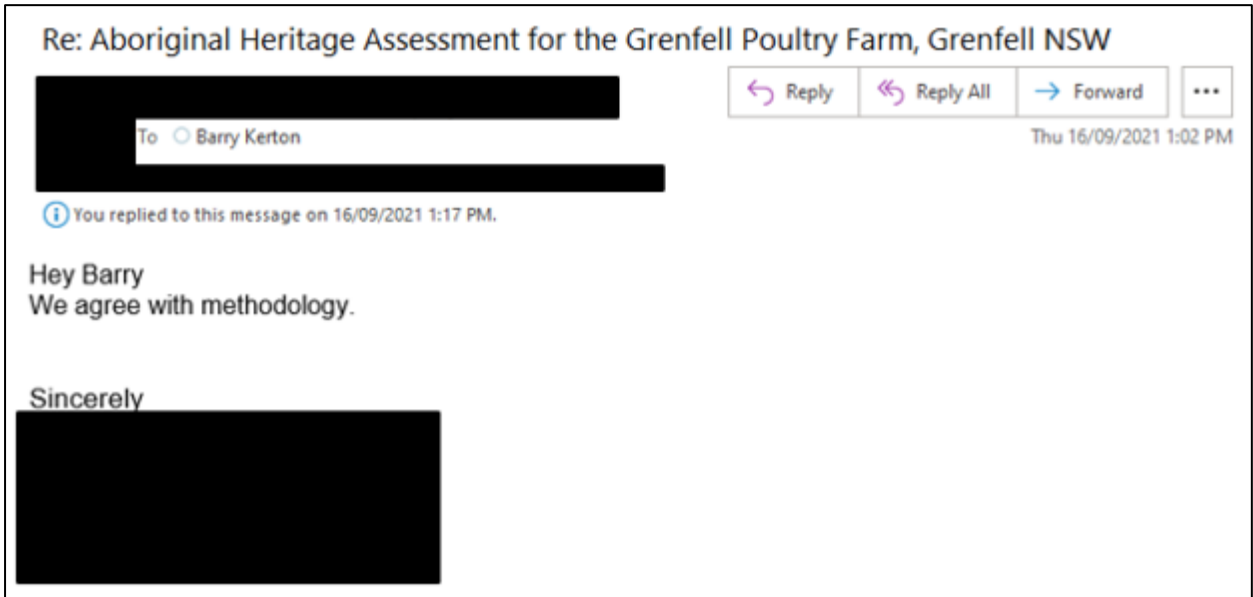 Re: Aboriginal Heritage Assessment for the Grenfell Poultry Farm, Grenfell NSW
Reply
Reply All
Forward
To Barry Kerton
Thu 16/09/2021 1:02 PM
You replied to this message on 16/09/2021 1:17 PM.
Hey Barry
We agree with methodology.
Sincerely